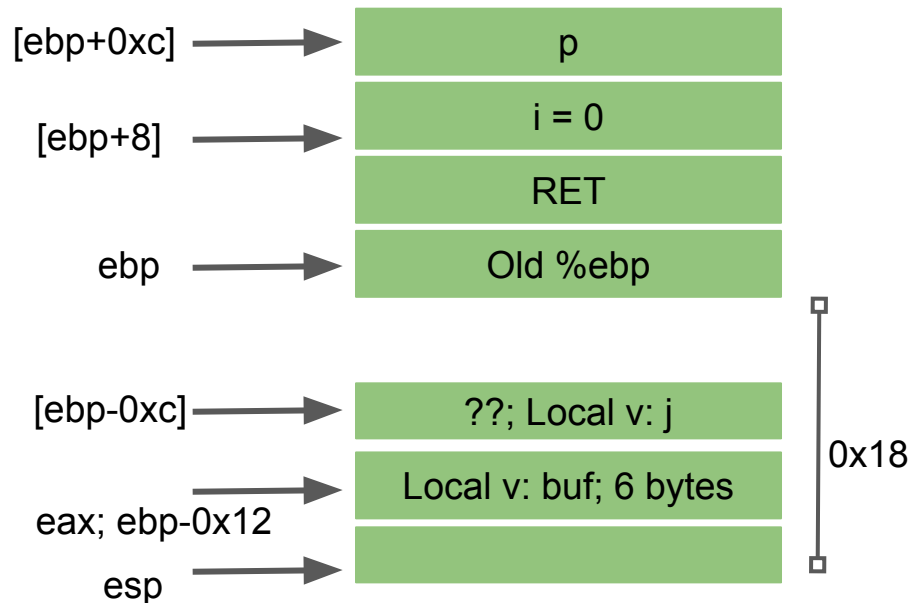 [ebp+0xc]
p
[ebp+8]
i = 0
RET
ebp
Old %ebp
[ebp-0xc]
??; Local v: j
0x18
Local v: buf; 6 bytes
eax; ebp-0x12
esp